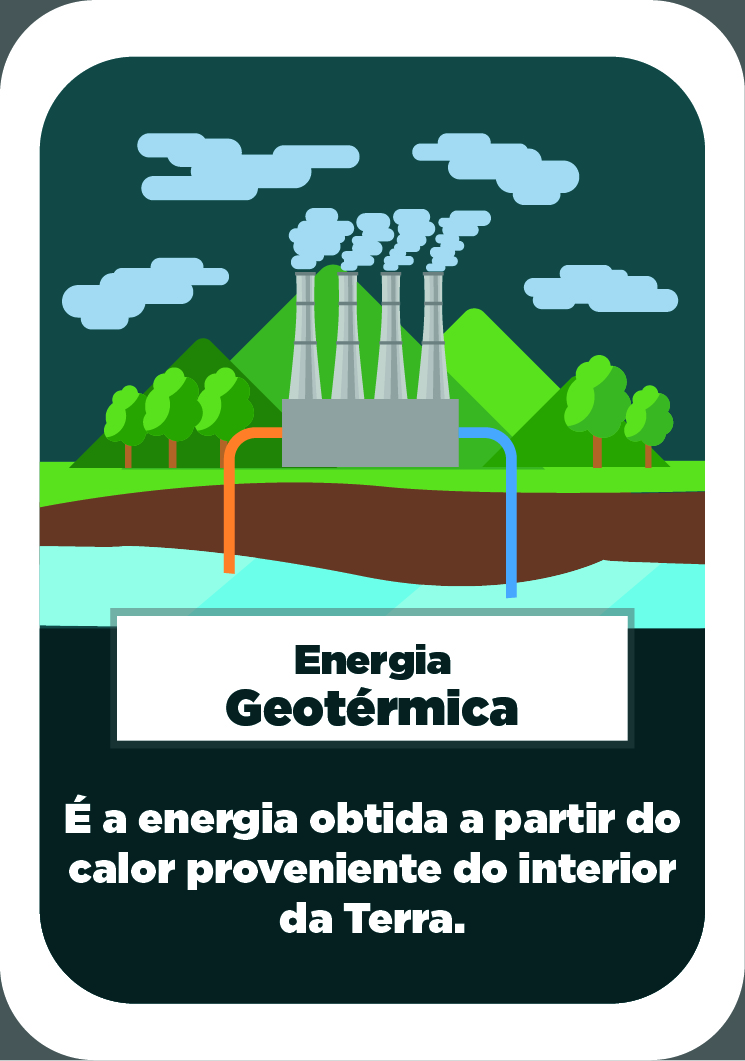 Energia
Geotérmica
É a energia obtida a partir do
calor proveniente do interior
da Terra.